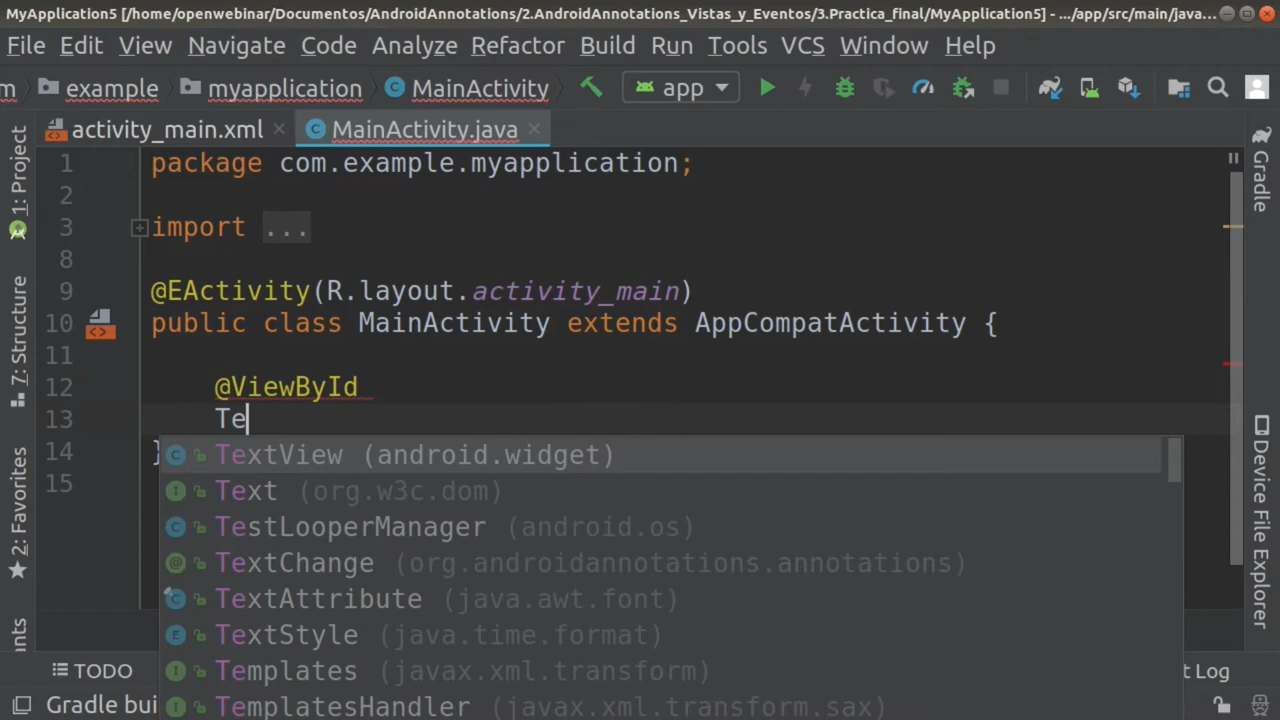 MyApplication5 [/home/openwebinar/Documentos/AndroidAnnotations/2.AndroidAnnotations_Vistas_y_Eventos/3.Practica_final/MyApplication5] - .../app/src/main/java...
File Edit View Navigate Code Analyze Refactor Build Run Tools VCS Window Help
m example myapplication MainActivity app
activity_main.xml MainActivity.java
1 package com.example.myapplication;
2
3 import ...
8
9 @EActivity(R.layout.activity_main)
10 public class MainActivity extends AppCompatActivity {
11
12 @ViewById
13 Te
14 }
15
TextView (android.widget)
Text (org.w3c.dom)
TestLooperManager (android.os)
TextChange (org.androidannotations.annotations)
TextAttribute (java.awt.font)
TextStyle (java.time.format)
Templates (javax.xml.transform)
TemplatesHandler (javax.xml.transform.sax)
1: Project
7: Structure
2: Favorites
ants
Gradle
Device File Explorer
TODO
t Log
Gradle bui